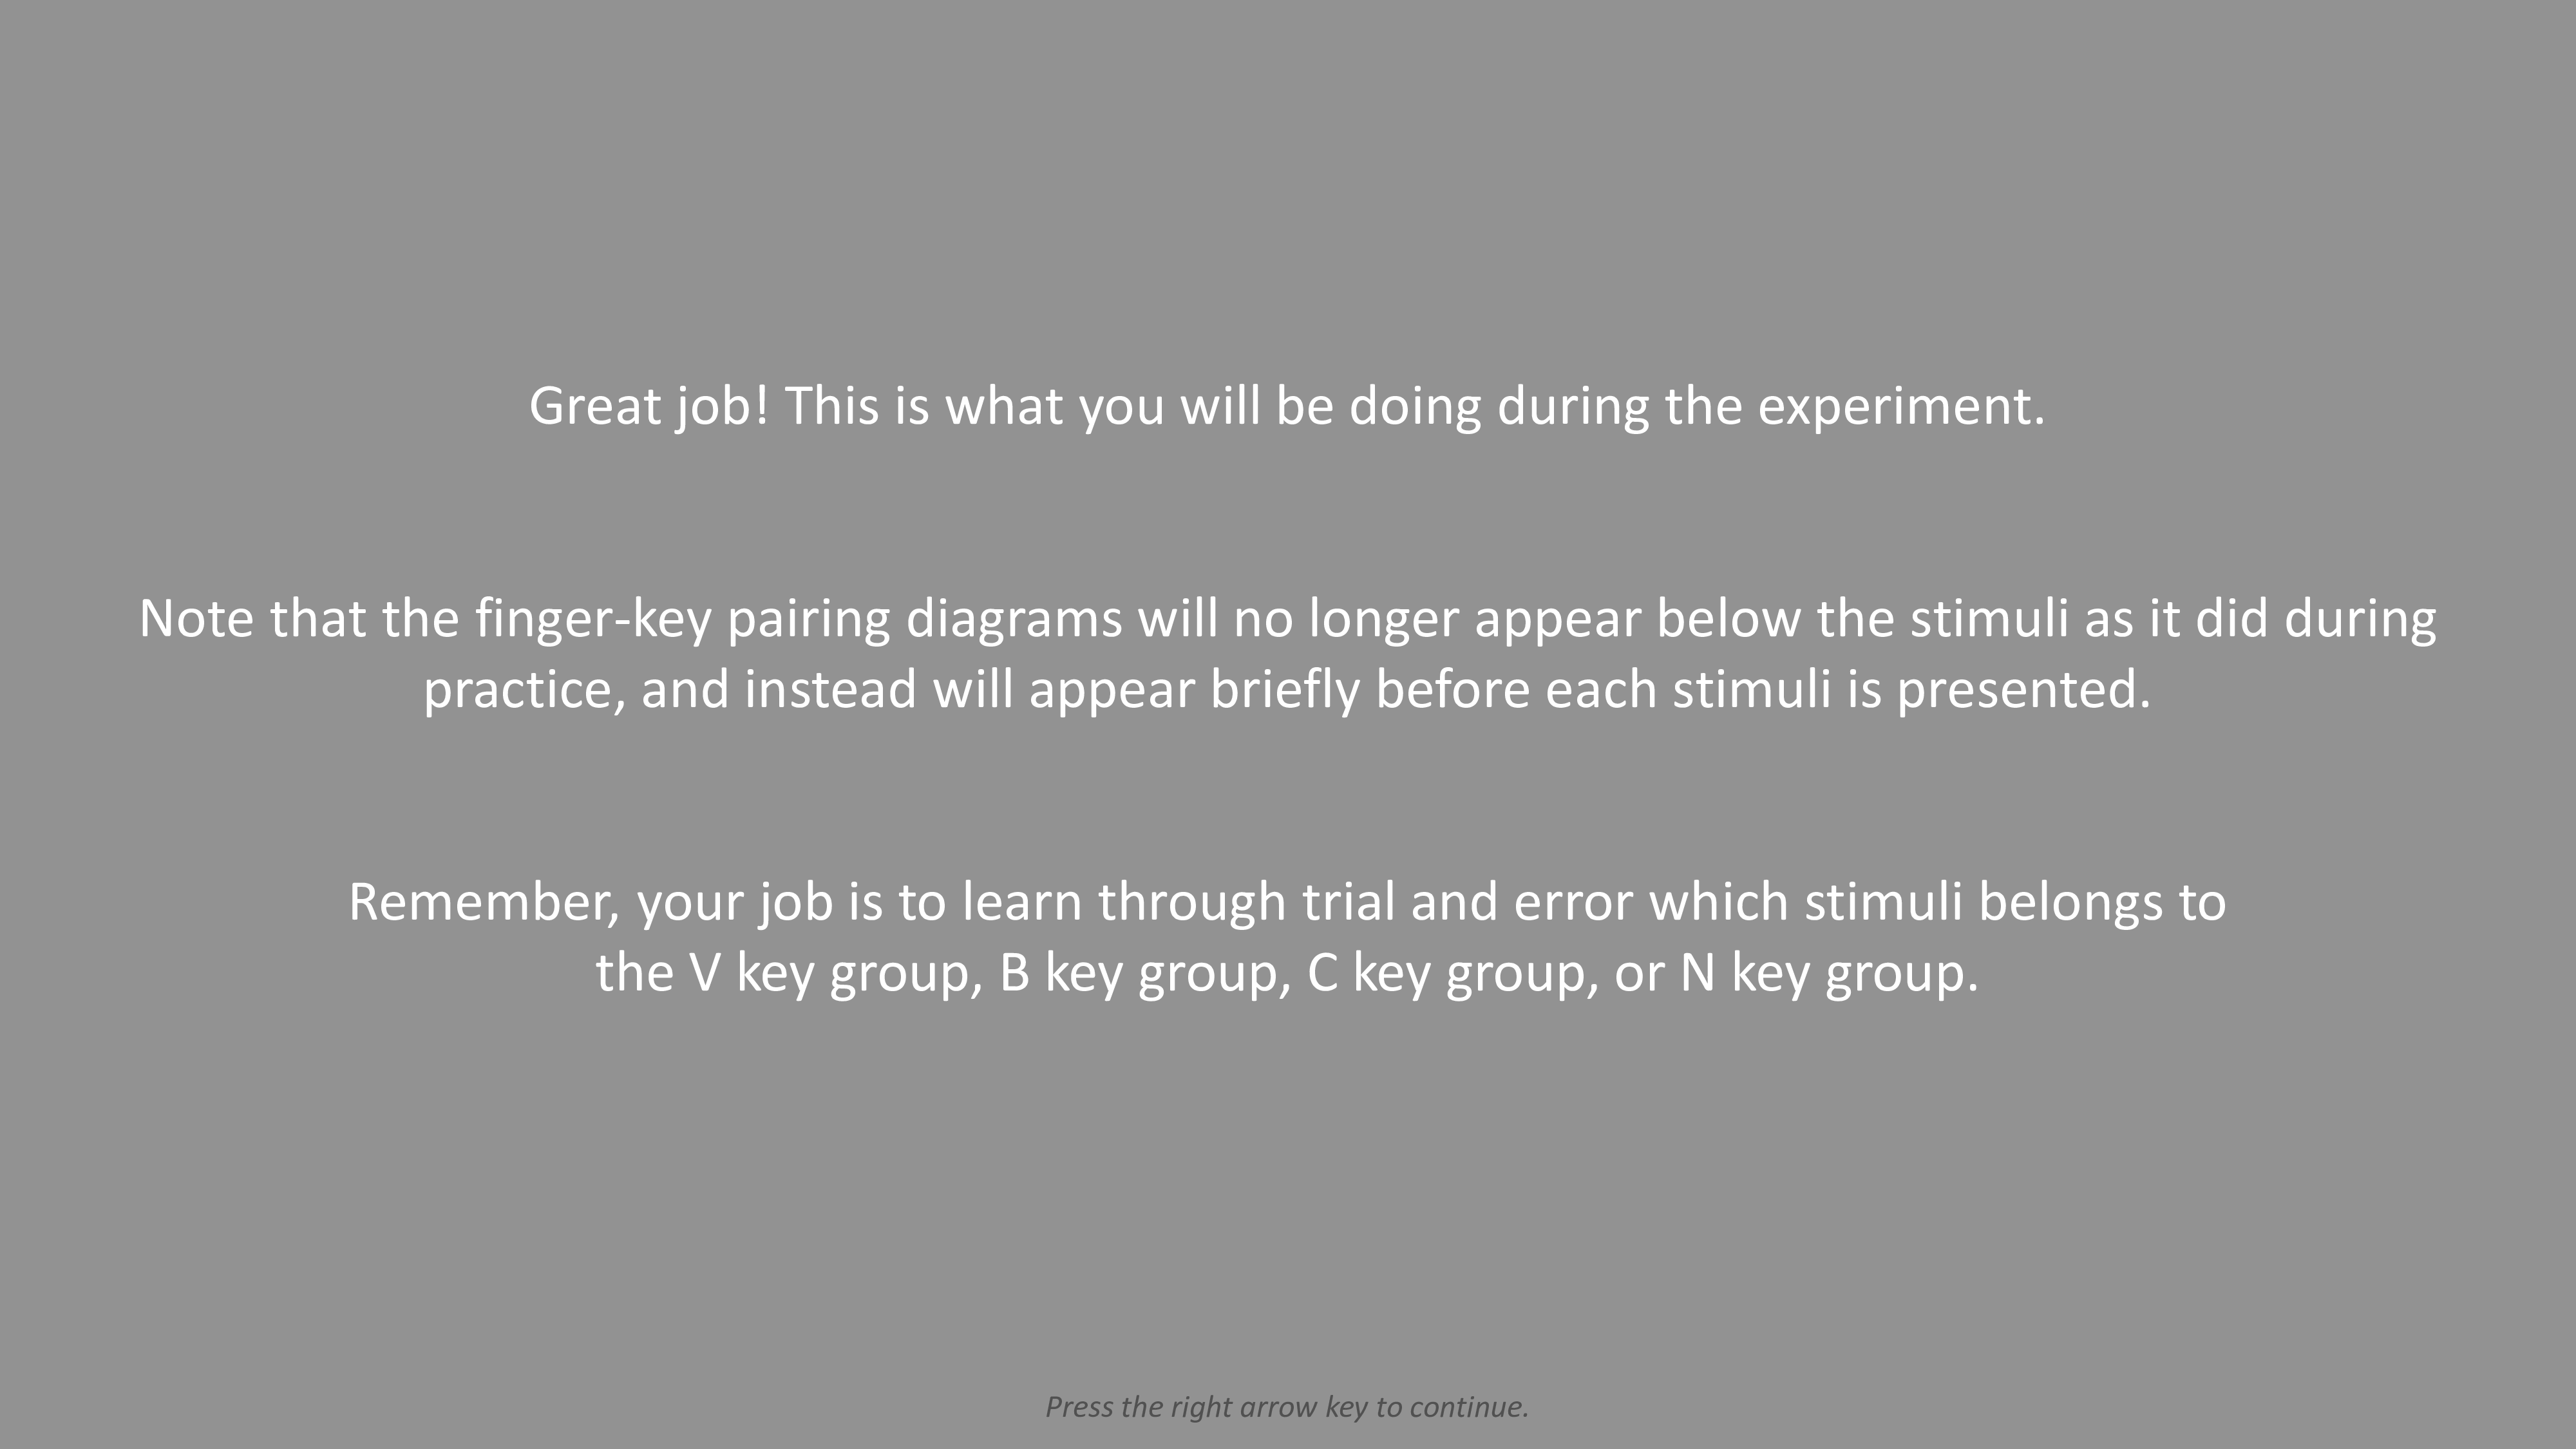 Great job! This is what you will be doing during the experiment.
Note that the finger-key pairing diagrams will no longer appear below the stimuli as it did during
practice, and instead will appear briefly before each stimuli is presented.
Remember, your job is to learn through trial and error which stimuli belongs to
the V key group, B key group, C key group, or N key group.
Press the right arrow key to continue.